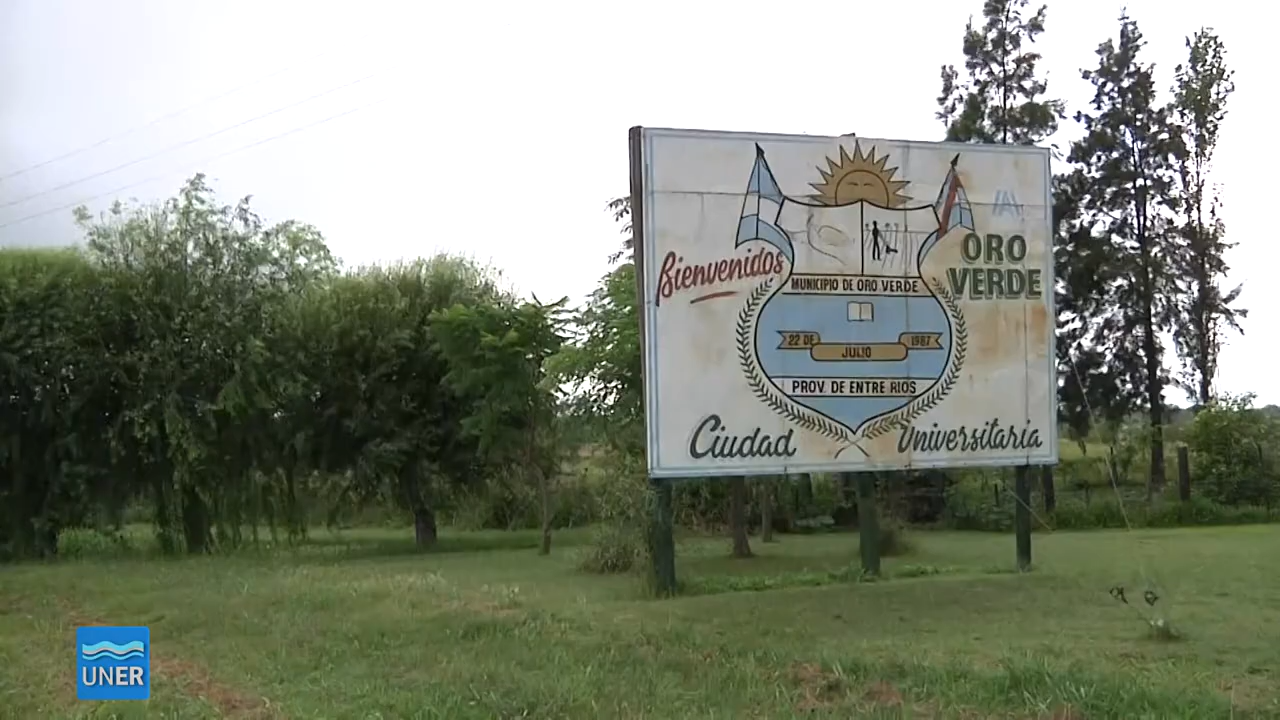 Bienvenidos
ORO
VERDE
MUNICIPIO DE ORO VERDE
22 DE
JULIO
1987
PROV. DE ENTRE RIOS
Ciudad
Universitaria
UNER